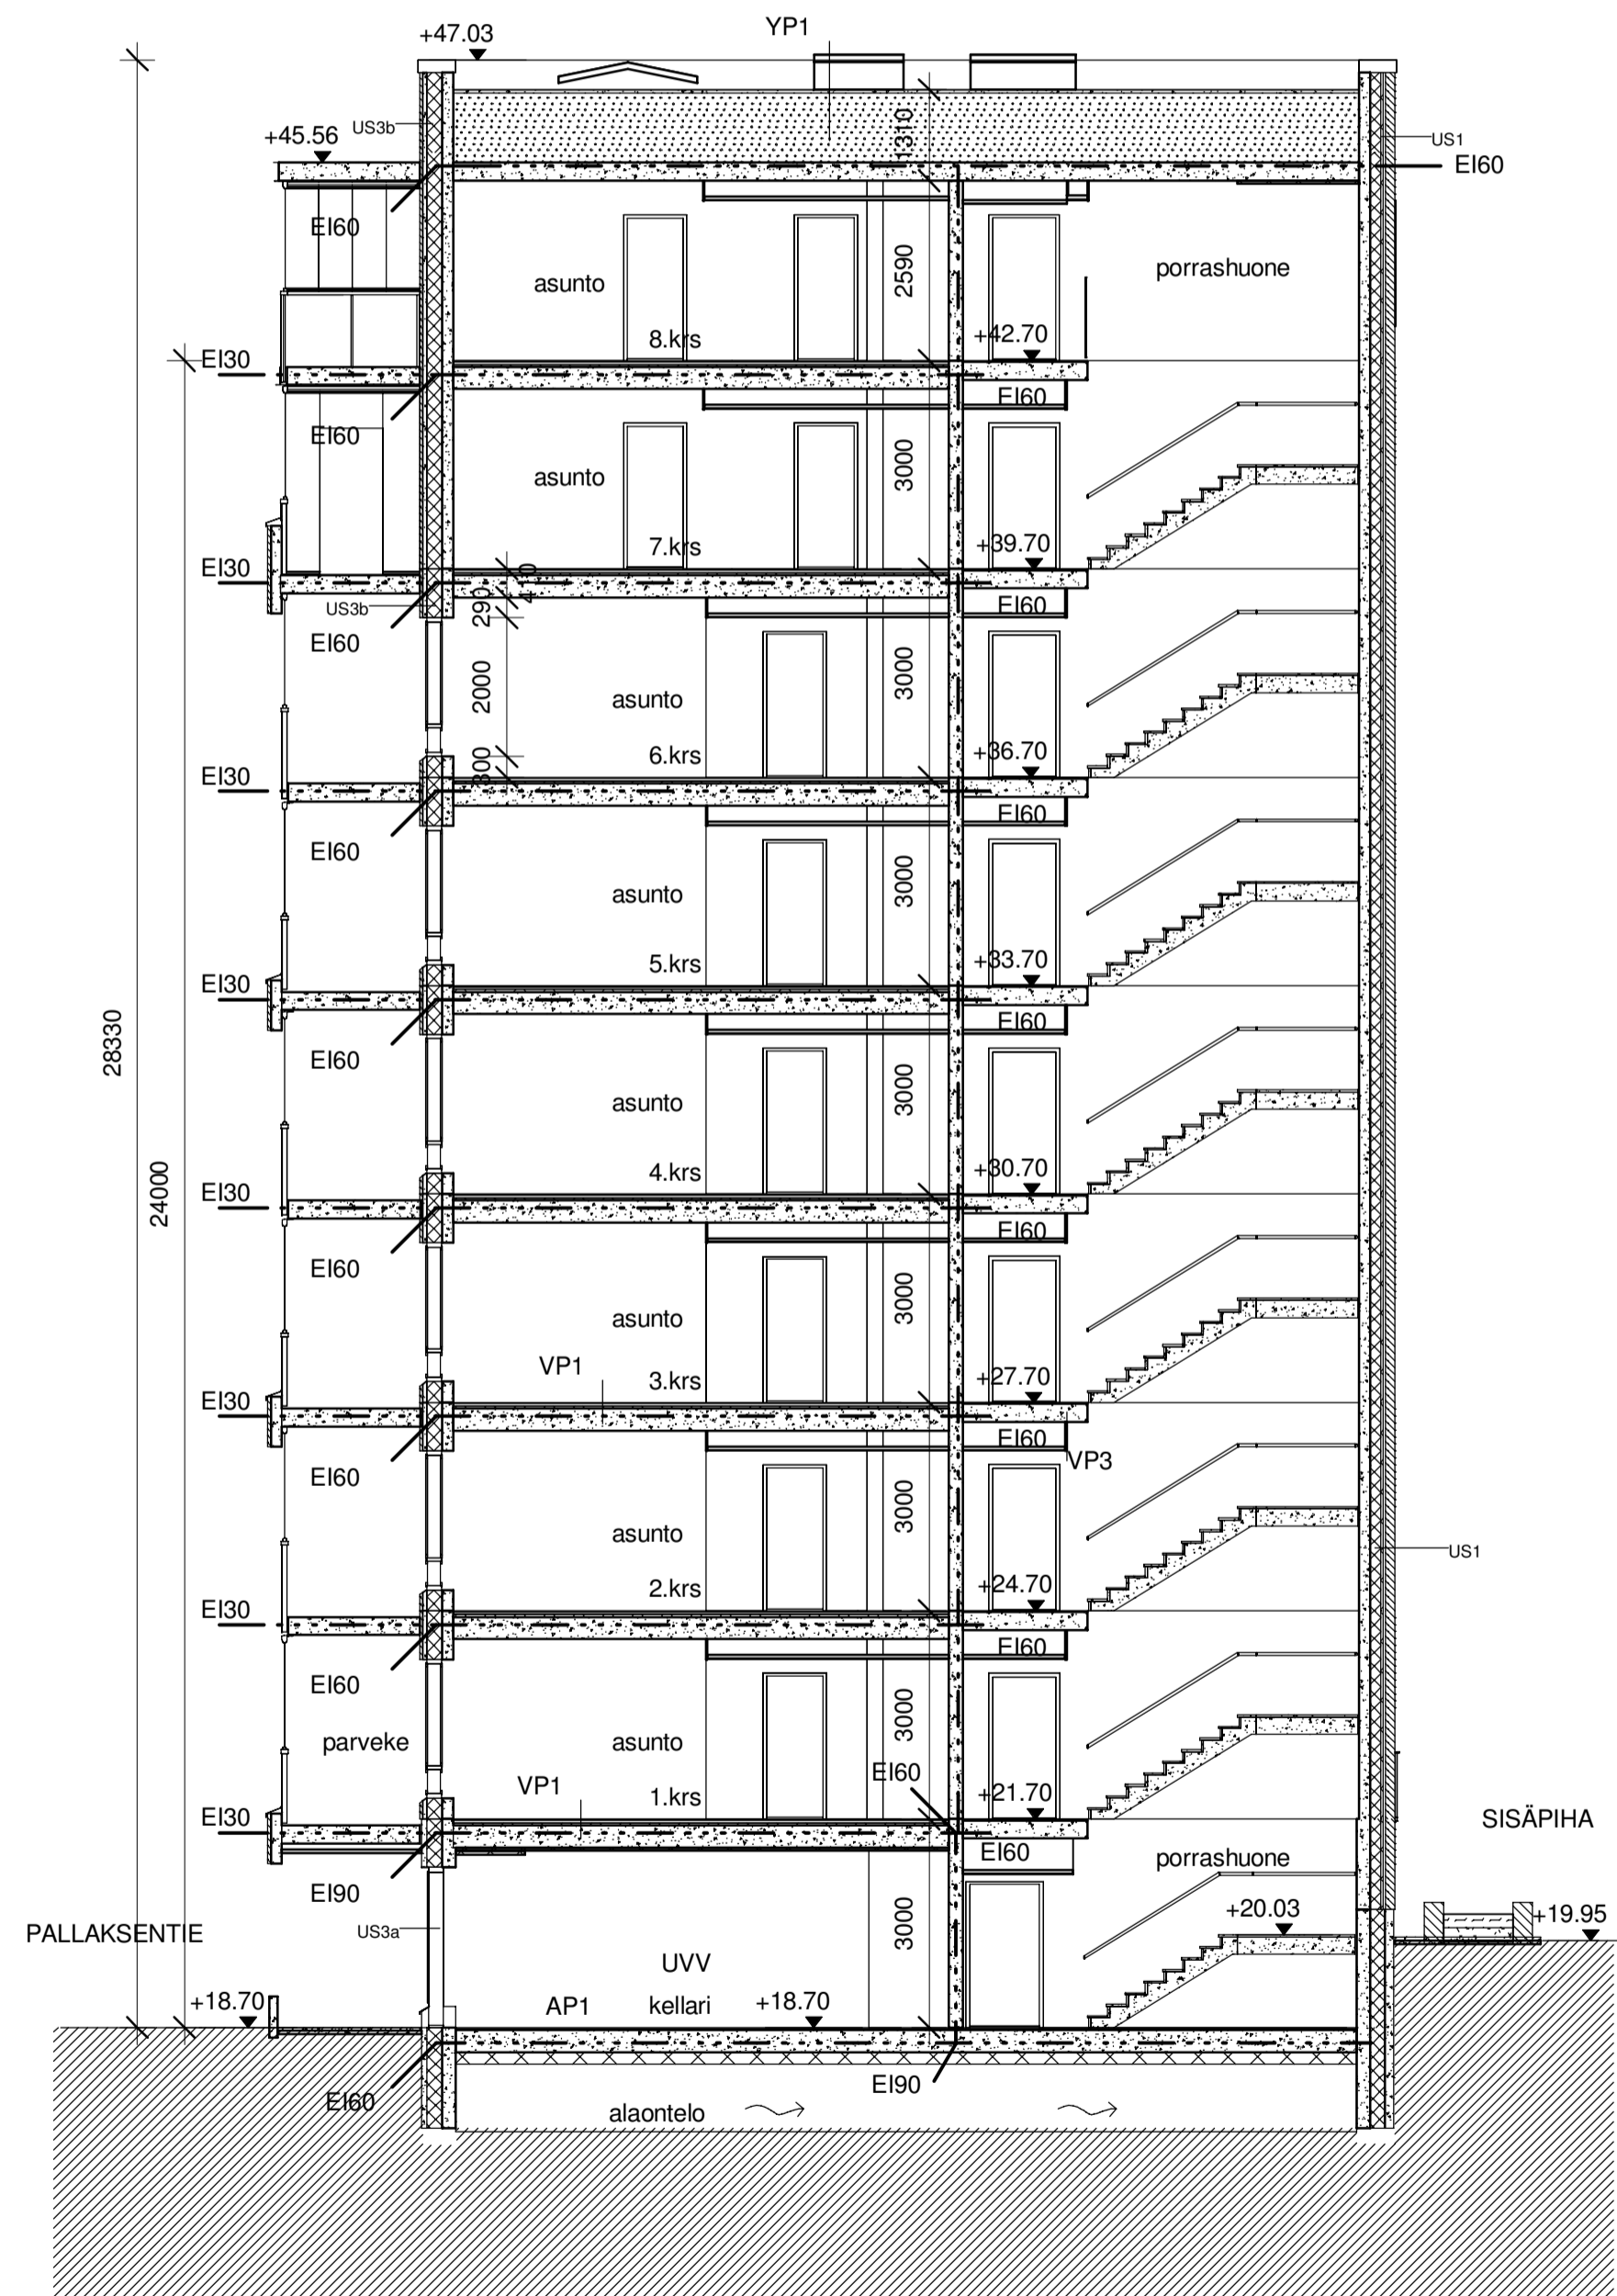 YP1
+47.03
US3b
+45.56
1310
US1
EI60
EI60
asunto
2590
porrashuone
8.krs
+42.70
EI30
EI60
EI60
asunto
3000
7.krs
+39.70
EI30
410
290
US3b
EI60
EI60
2000
asunto
3000
6.krs
+36.70
300
EI30
EI60
EI60
asunto
3000
5.krs
+33.70
EI30
EI60
EI60
28330
asunto
3000
24000
4.krs
+30.70
EI30
EI60
EI60
asunto
3000
VP1
3.krs
+27.70
EI30
EI60
VP3
EI60
asunto
3000
US1
2.krs
+24.70
EI30
EI60
EI60
parveke
asunto
3000
EI60
VP1
1.krs
+21.70
EI30
SISÄPIHA
EI60
porrashuone
EI90
US3a
3000
+20.03
+19.95
PALLAKSENTIE
UVV
+18.70
AP1
kellari
+18.70
EI60
EI90
alaontelo